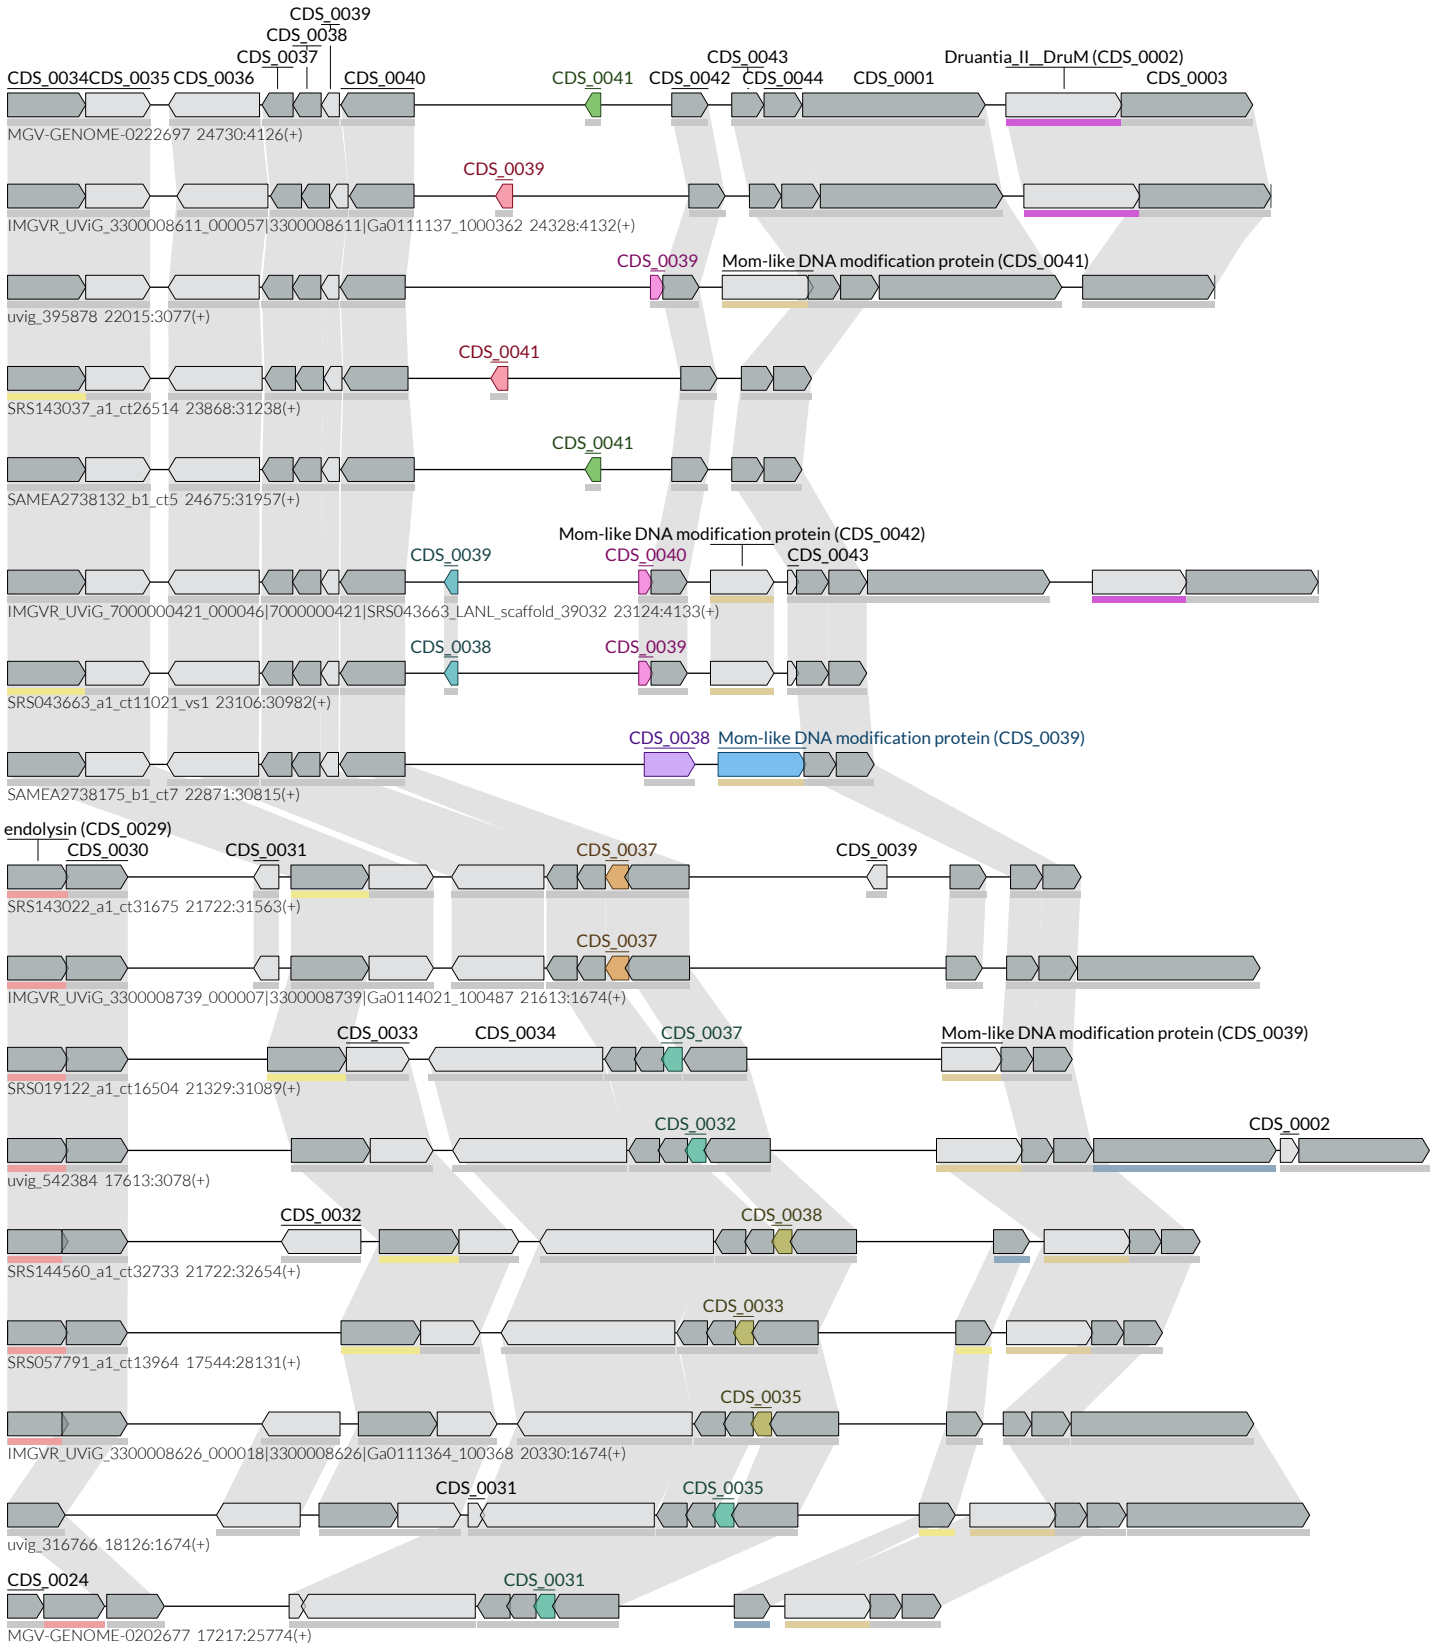 CDS_0039
CDS_0038
CDS_0037 CDS_0043 Druantia_II__DruM (CDS_0002)
CDS_0034 CDS_0035 CDS_0036 CDS_0040 CDS_0041 CDS_0042 CDS_0044 CDS_0001 CDS_0003
MGV-GENOME-0222697 24730:4126(+)
CDS_0039
IMGVR_UViG_3300008611_000057|3300008611|Ga0111137_1000362 24328:4132(+)
CDS_0039 Mom-like DNA modification protein (CDS_0041)
uvig_395878 22015:3077(+)
CDS_0041
SRS143037_a1_ct26514 23868:31238(+)
CDS_0041
SAMEA2738132_b1_ct5 24675:31957(+)
Mom-like DNA modification protein (CDS_0042)
CDS_0039 CDS_0040 CDS_0043
IMGVR_UViG_7000000421_000046|7000000421|SRS043663_LANL_scaffold_39032 23124:4133(+)
CDS_0038 CDS_0039
SRS043663_a1_ct11021_vs1 23106:30982(+)
CDS_0038 Mom-like DNA modification protein (CDS_0039)
SAMEA2738175_b1_ct7 22871:30815(+)
endolysin (CDS_0029)
CDS_0030 CDS_0031 CDS_0037 CDS_0039
SRS143022_a1_ct31675 21722:31563(+)
CDS_0037
IMGVR_UViG_3300008739_000007|3300008739|Ga0114021_100487 21613:1674(+)
CDS_0033 CDS_0034 CDS_0037 Mom-like DNA modification protein (CDS_0039)
SRS019122_a1_ct16504 21329:31089(+)
CDS_0032 CDS_0002
uvig_542384 17613:3078(+)
CDS_0032 CDS_0038
SRS144560_a1_ct32733 21722:32654(+)
CDS_0033
SRS057791_a1_ct13964 17544:28131(+)
CDS_0035
IMGVR_UViG_3300008626_000018|3300008626|Ga0111364_100368 20330:1674(+)
CDS_0031 CDS_0035
uvig_316766 18126:1674(+)
CDS_0024 CDS_0031
MGV-GENOME-0202677 17217:25774(+)